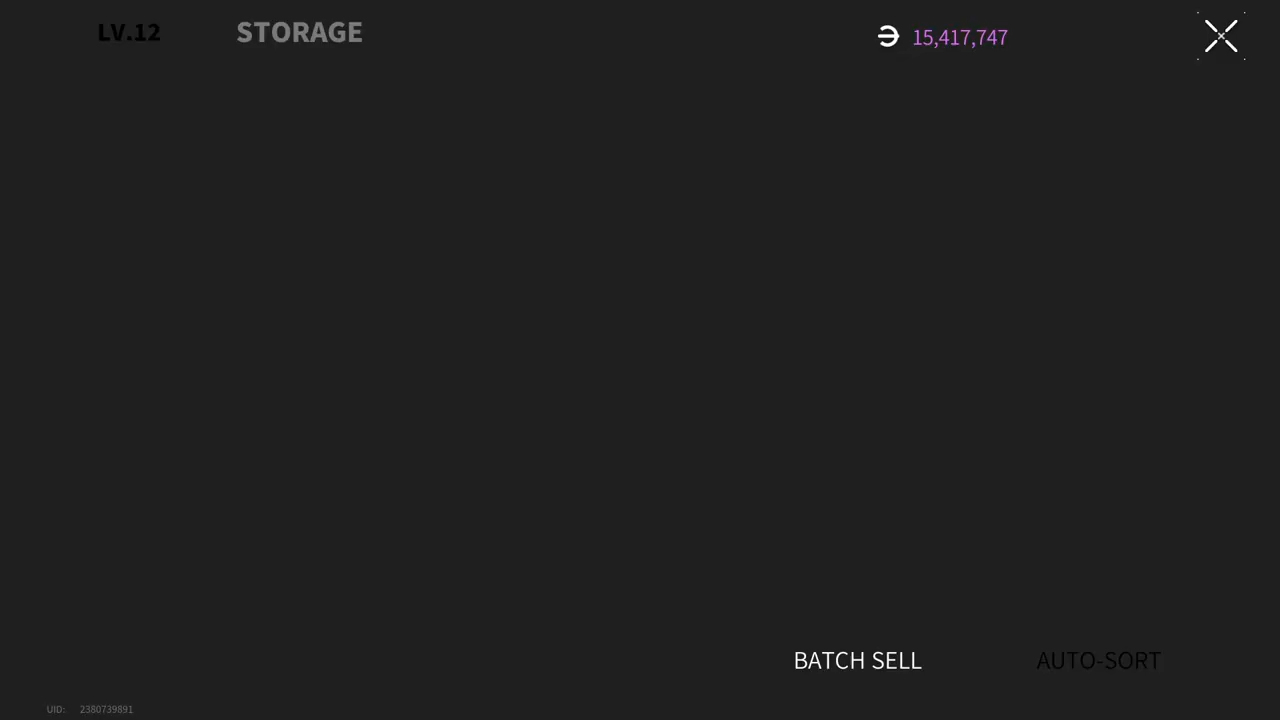 LV.12
STORAGE
15,417,747
BATCH SELL
AUTO-SORT
UID: 2380739891